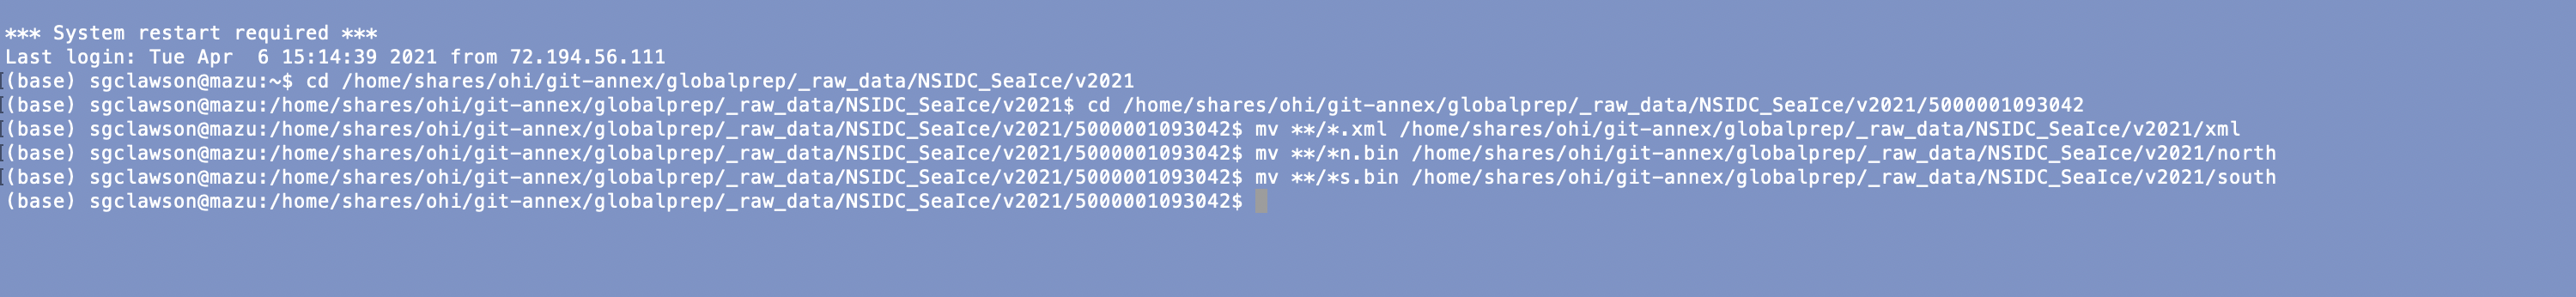 *** System restart required ***
Last login: Tue Apr  6 15:14:39 2021 from 72.194.56.111
[(base) sgclawson@mazu:~$ cd /home/shares/ohi/git-annex/globalprep/_raw_data/NSIDC_SeaIce/v2021
[(base) sgclawson@mazu:/home/shares/ohi/git-annex/globalprep/_raw_data/NSIDC_SeaIce/v2021$ cd /home/shares/ohi/git-annex/globalprep/_raw_data/NSIDC_SeaIce/v2021/5000001093042
[(base) sgclawson@mazu:/home/shares/ohi/git-annex/globalprep/_raw_data/NSIDC_SeaIce/v2021/5000001093042$ mv **/*.xml /home/shares/ohi/git-annex/globalprep/_raw_data/NSIDC_SeaIce/v2021/xml
[(base) sgclawson@mazu:/home/shares/ohi/git-annex/globalprep/_raw_data/NSIDC_SeaIce/v2021/5000001093042$ mv **/*n.bin /home/shares/ohi/git-annex/globalprep/_raw_data/NSIDC_SeaIce/v2021/north
[(base) sgclawson@mazu:/home/shares/ohi/git-annex/globalprep/_raw_data/NSIDC_SeaIce/v2021/5000001093042$ mv **/*s.bin /home/shares/ohi/git-annex/globalprep/_raw_data/NSIDC_SeaIce/v2021/south
(base) sgclawson@mazu:/home/shares/ohi/git-annex/globalprep/_raw_data/NSIDC_SeaIce/v2021/5000001093042$